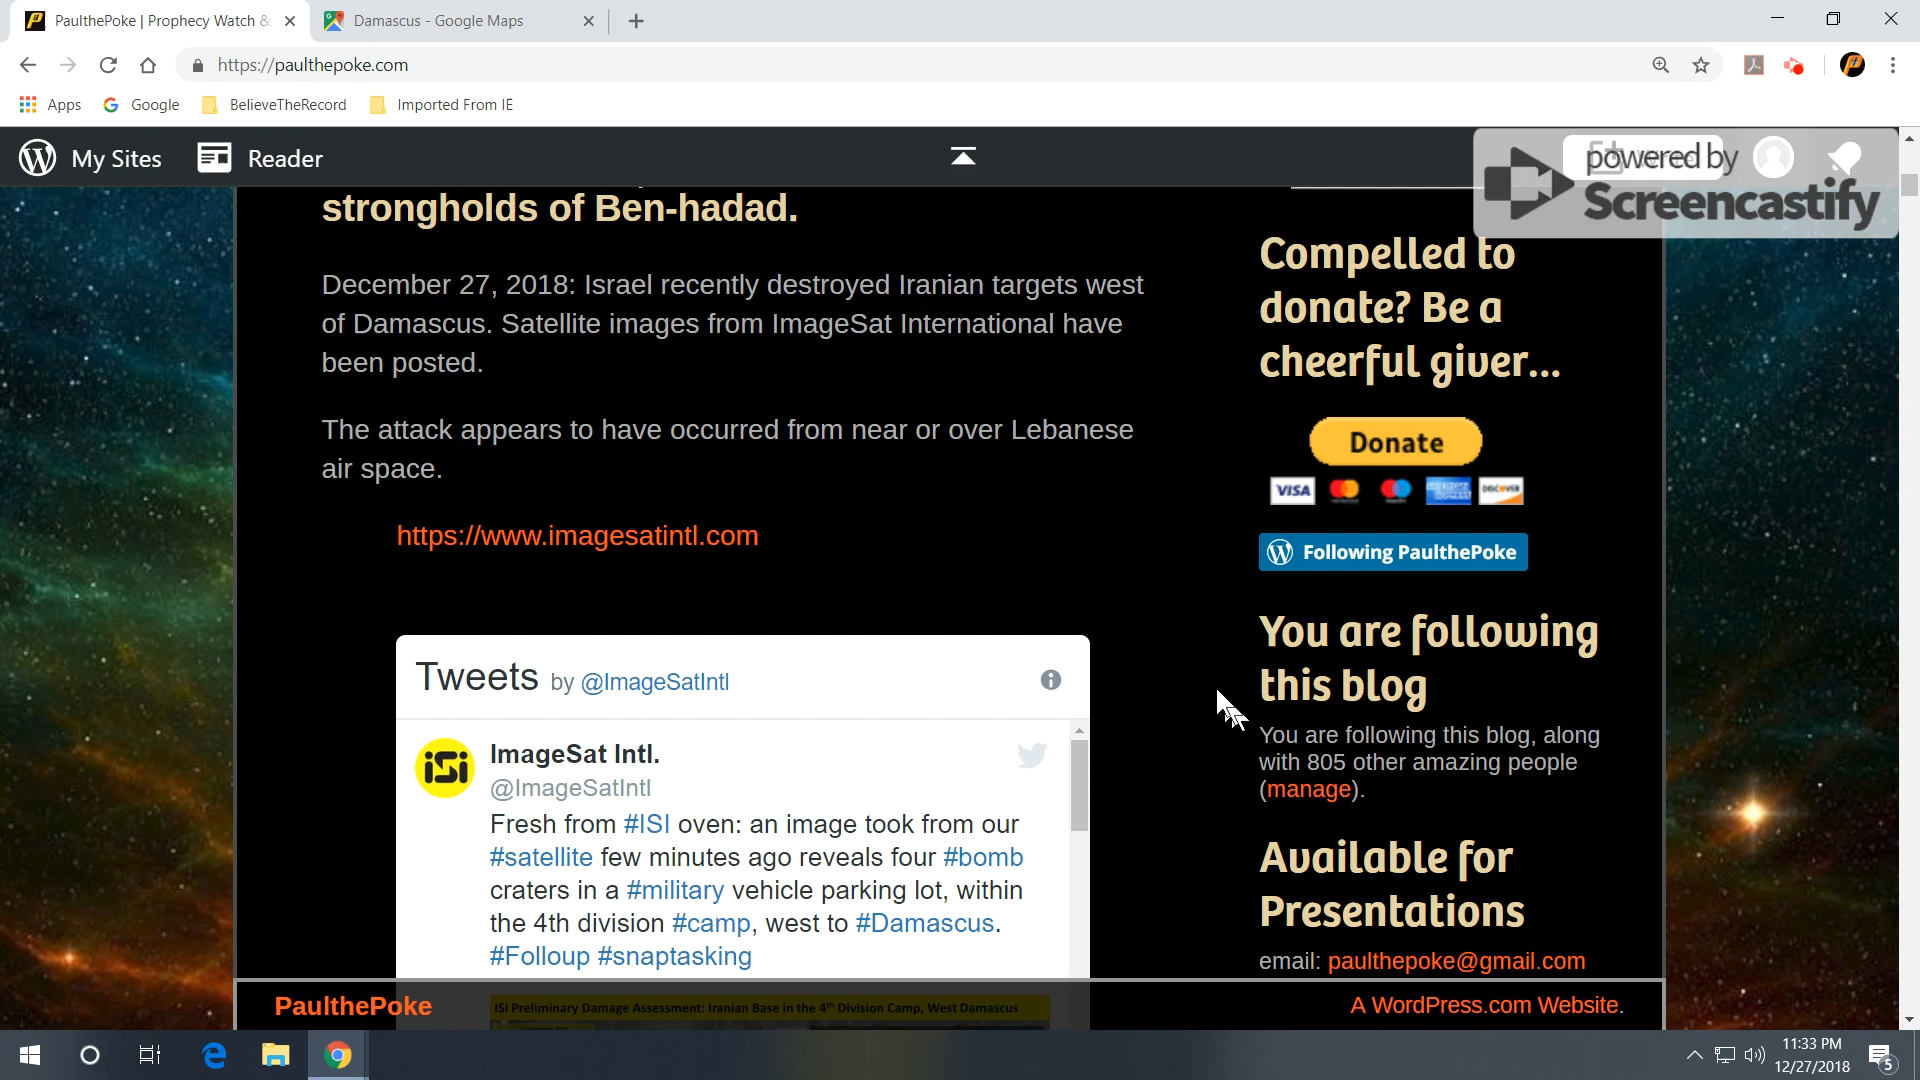 PaulthePoke | Prophecy Watch &
Damascus - Google Maps
https://paulthepoke.com
Apps
Google
BelieveTheRecord
Imported From IE
My Sites
Reader
powered by
Screencastify
strongholds of Ben-hadad.
December 27, 2018: Israel recently destroyed Iranian targets west
of Damascus. Satellite images from ImageSat International have
been posted.
The attack appears to have occurred from near or over Lebanese
air space.
https://www.imagesatintl.com
Tweets by @ImageSatIntl
iSi
ImageSat Intl.
@ImageSatIntl
Fresh from #ISI oven: an image took from our
#satellite few minutes ago reveals four #bomb
craters in a #military vehicle parking lot, within
the 4th division #camp, west to #Damascus.
#Folloup #snaptasking
ISI Preliminary Damage Assessment: Iranian Base in the 4th Division Camp, West Damascus
Compelled to
donate? Be a
cheerful giver...
Donate
VISA
DISCOVER
Following PaulthePoke
You are following
this blog
You are following this blog, along
with 805 other amazing people
(manage).
Available for
Presentations
email: paulthepoke@gmail.com
PaulthePoke
A WordPress.com Website.
11:33 PM
12/27/2018
5